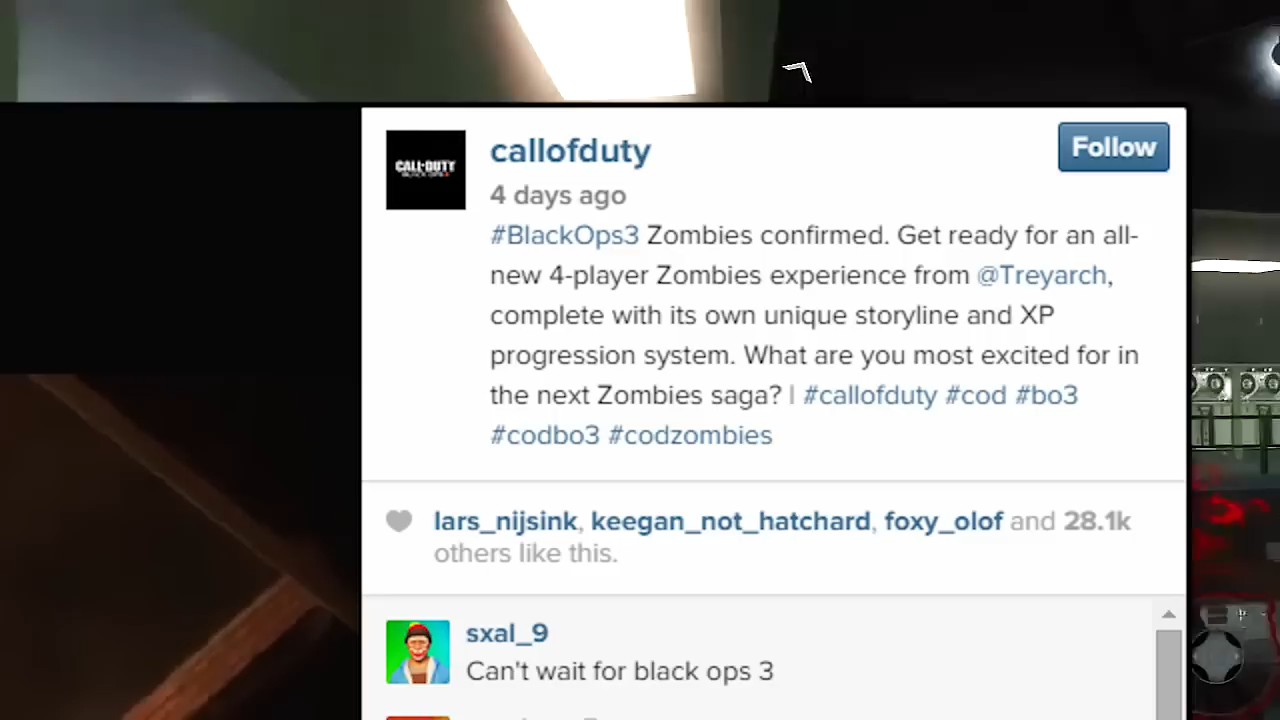 CALL·DUTY
BLACK OPS
callofduty
Follow
4 days ago
#BlackOps3 Zombies confirmed. Get ready for an all-
new 4-player Zombies experience from @Treyarch,
complete with its own unique storyline and XP
progression system. What are you most excited for in
the next Zombies saga? | #callofduty #cod #bo3
#codbo3 #codzombies
lars_nijsink, keegan_not_hatchard, foxy_olof and 28.1k
others like this.
sxal_9
Can't wait for black ops 3